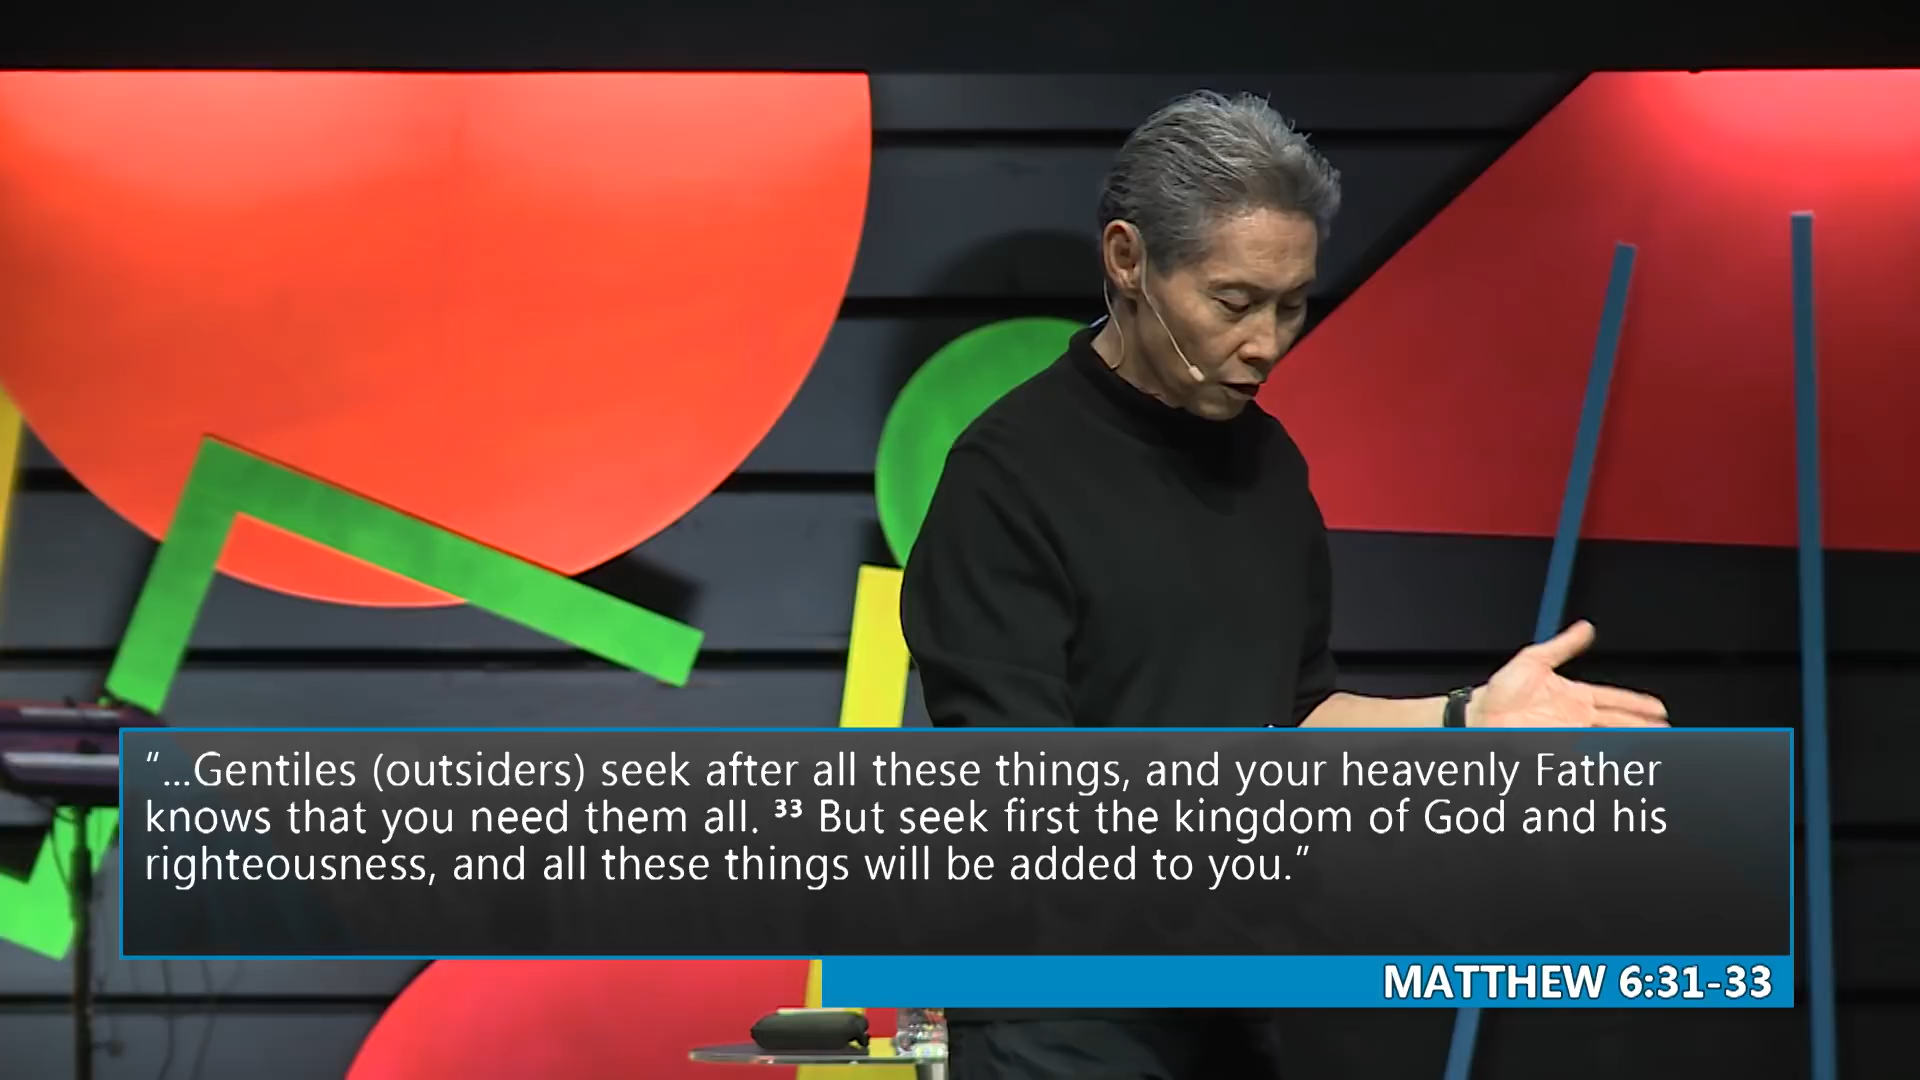 “...Gentiles (outsiders) seek after all these things, and your heavenly Father
knows that you need them all. ³³ But seek first the kingdom of God and his
righteousness, and all these things will be added to you.”
MATTHEW 6:31-33